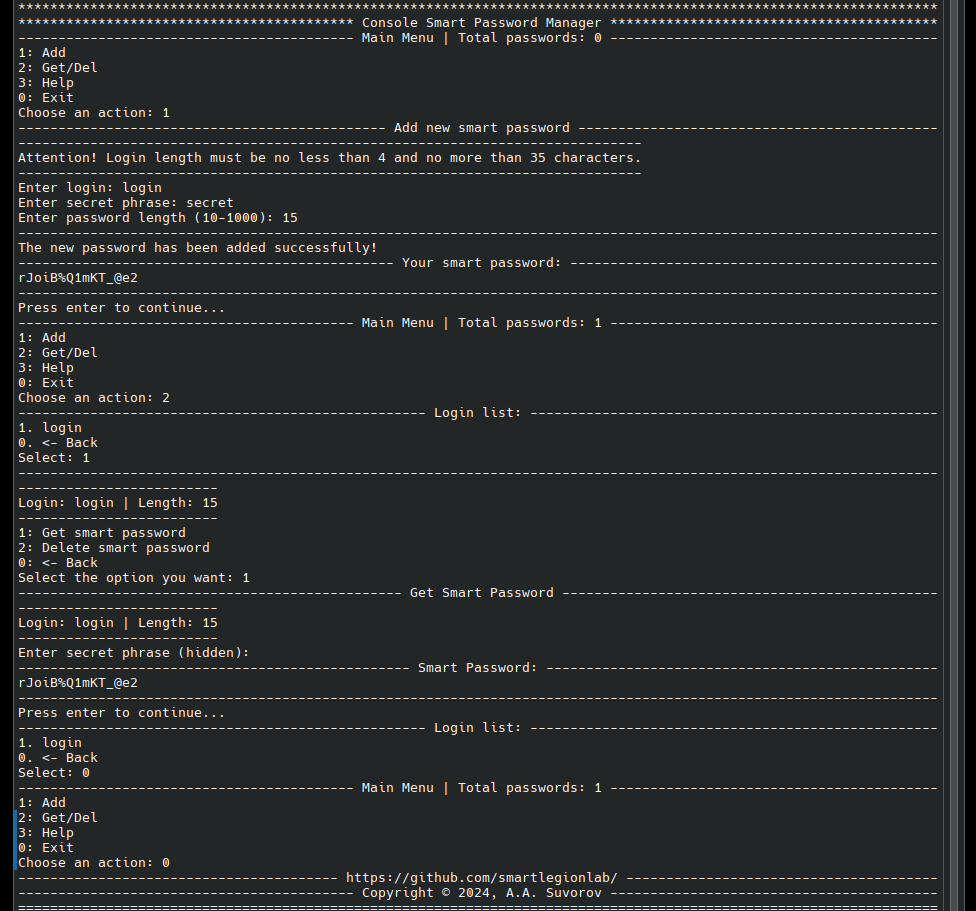 *******************************************************************************************************************
****************************************** Console Smart Password Manager *****************************************
------------------------------------------ Main Menu | Total passwords: 0 -----------------------------------------
1: Add
2: Get/Del
3: Help
0: Exit
Choose an action: 1
---------------------------------------------- Add new smart password ---------------------------------------------
------------------------------------------------------------------------------
Attention! Login length must be no less than 4 and no more than 35 characters.
------------------------------------------------------------------------------
Enter login: login
Enter secret phrase: secret
Enter password length (10-1000): 15
-------------------------------------------------------------------------------------------------------------------
The new password has been added successfully!
----------------------------------------------- Your smart password: ----------------------------------------------
rJoiB%Q1mKT_@e2
-------------------------------------------------------------------------------------------------------------------
Press enter to continue...
------------------------------------------ Main Menu | Total passwords: 1 -----------------------------------------
1: Add
2: Get/Del
3: Help
0: Exit
Choose an action: 2
--------------------------------------------------- Login list: ---------------------------------------------------
1. login
0. <- Back
Select: 1
-------------------------------------------------------------------------------------------------------------------
-------------------------
Login: login | Length: 15
-------------------------
1: Get smart password
2: Delete smart password
0: <- Back
Select the option you want: 1
------------------------------------------------ Get Smart Password -----------------------------------------------
-------------------------
Login: login | Length: 15
-------------------------
Enter secret phrase (hidden):
------------------------------------------------- Smart Password: -------------------------------------------------
rJoiB%Q1mKT_@e2
-------------------------------------------------------------------------------------------------------------------
Press enter to continue...
--------------------------------------------------- Login list: ---------------------------------------------------
1. login
0. <- Back
Select: 0
------------------------------------------ Main Menu | Total passwords: 1 -----------------------------------------
1: Add
2: Get/Del
3: Help
0: Exit
Choose an action: 0
---------------------------------------- https://github.com/smartlegionlab/ ---------------------------------------
------------------------------------------ Copyright © 2024, A.A. Suvorov -----------------------------------------
===================================================================================================================